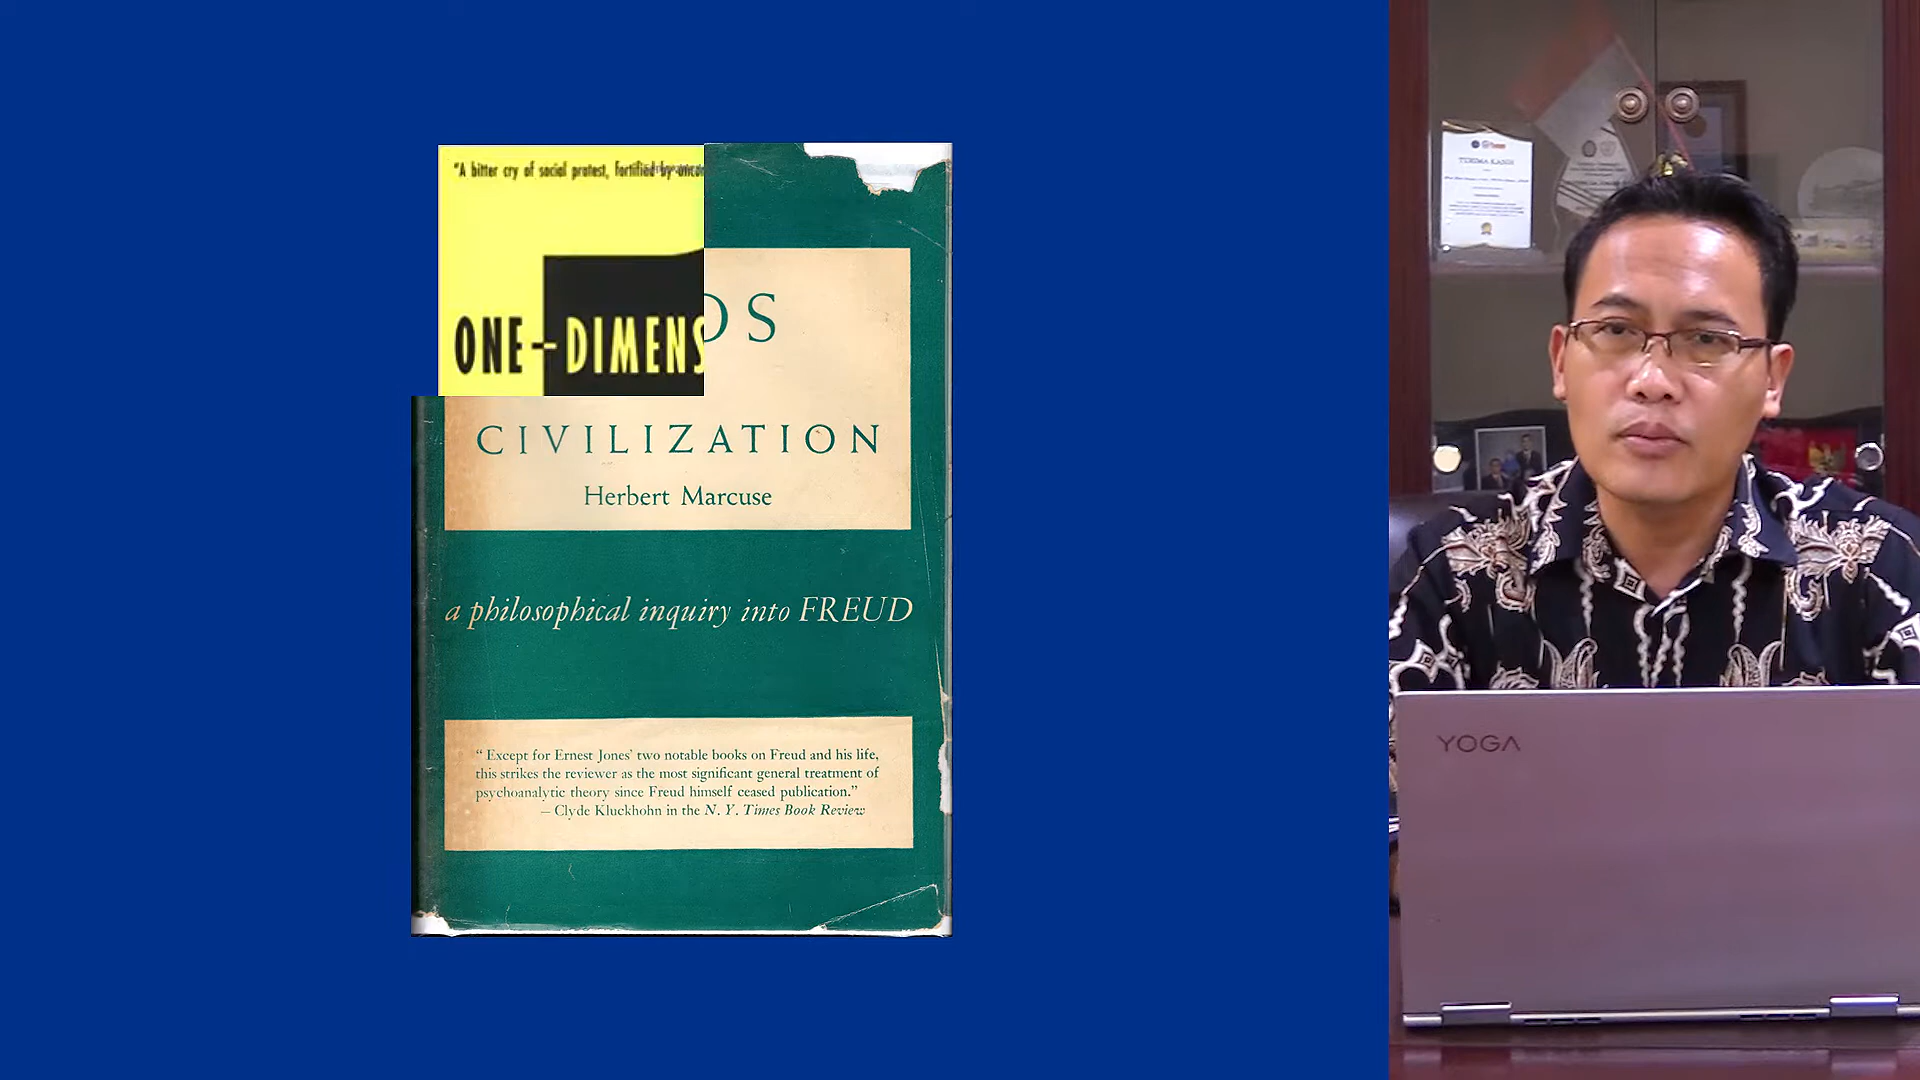 "A bitter cry of social protest, fortified by
ONE-DIMENS
OS
CIVILIZATION
Herbert Marcuse
a philosophical inquiry into FREUD
" Except for Ernest Jones' two notable books on Freud and his life,
this strikes the reviewer as the most significant general treatment of
psychoanalytic theory since Freud himself ceased publication."
— Clyde Kluckhohn in the N. Y. Times Book Review
TERIMA KASIH
YOGA